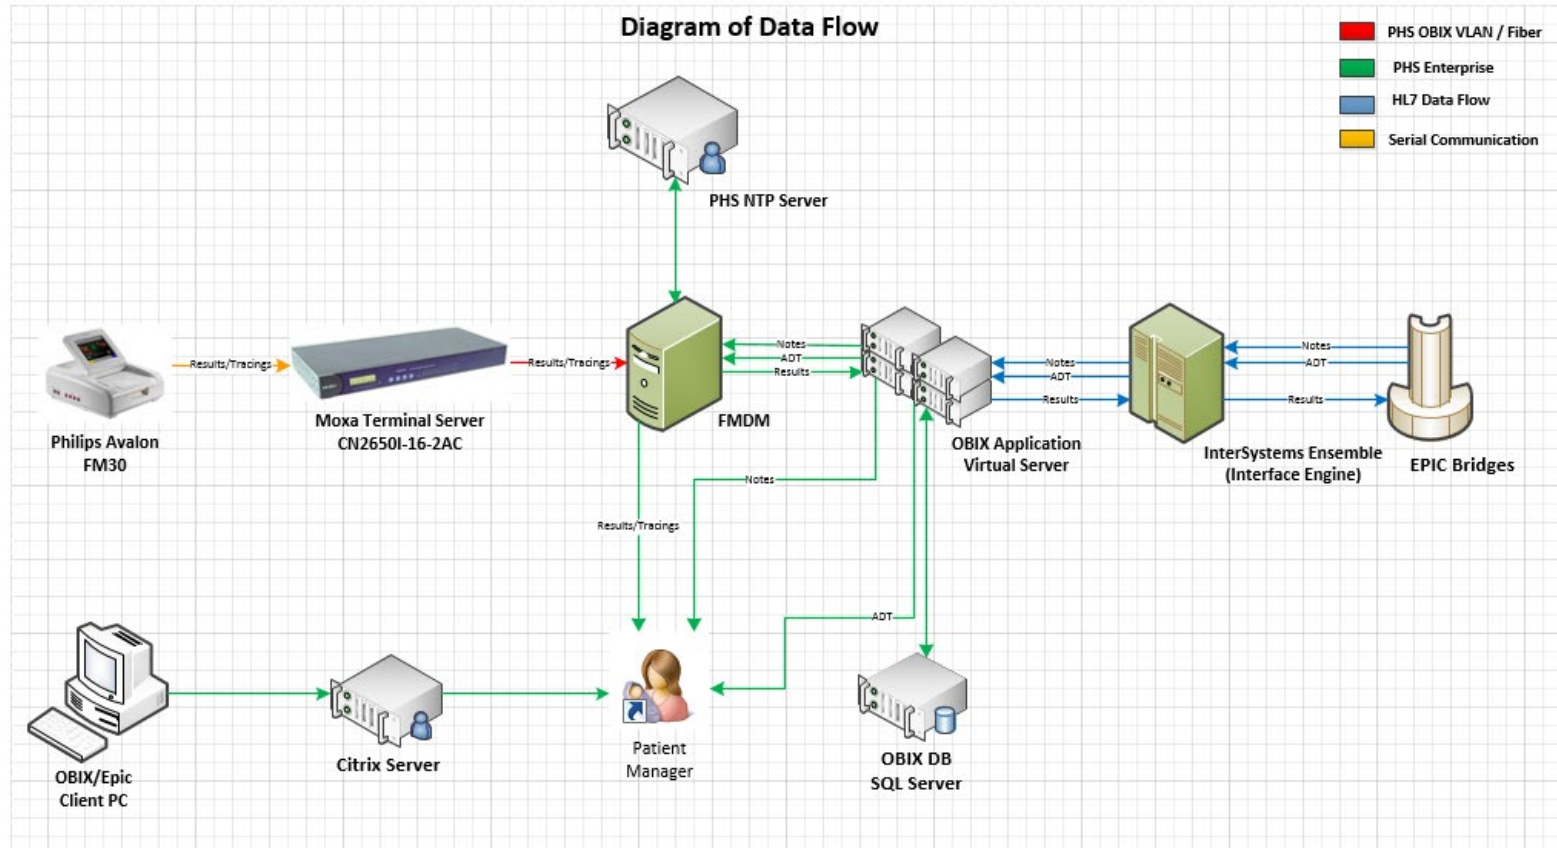 Diagram of Data Flow
PHS OBIX VLAN / Fiber
PHS Enterprise
HL7 Data Flow
Serial Communication
PHS NTP Server
Results/Tracings
Results/Tracings
Notes
ADT
Results
Notes
ADT
Results
Notes
ADT
Results
Philips Avalon
FM30
Moxa Terminal Server
CN2650I-16-2AC
FMDM
OBIX Application
Virtual Server
InterSystems Ensemble
(Interface Engine)
EPIC Bridges
Notes
Results/Tracings
ADT
OBIX/Epic
Client PC
Citrix Server
Patient
Manager
OBIX DB
SQL Server